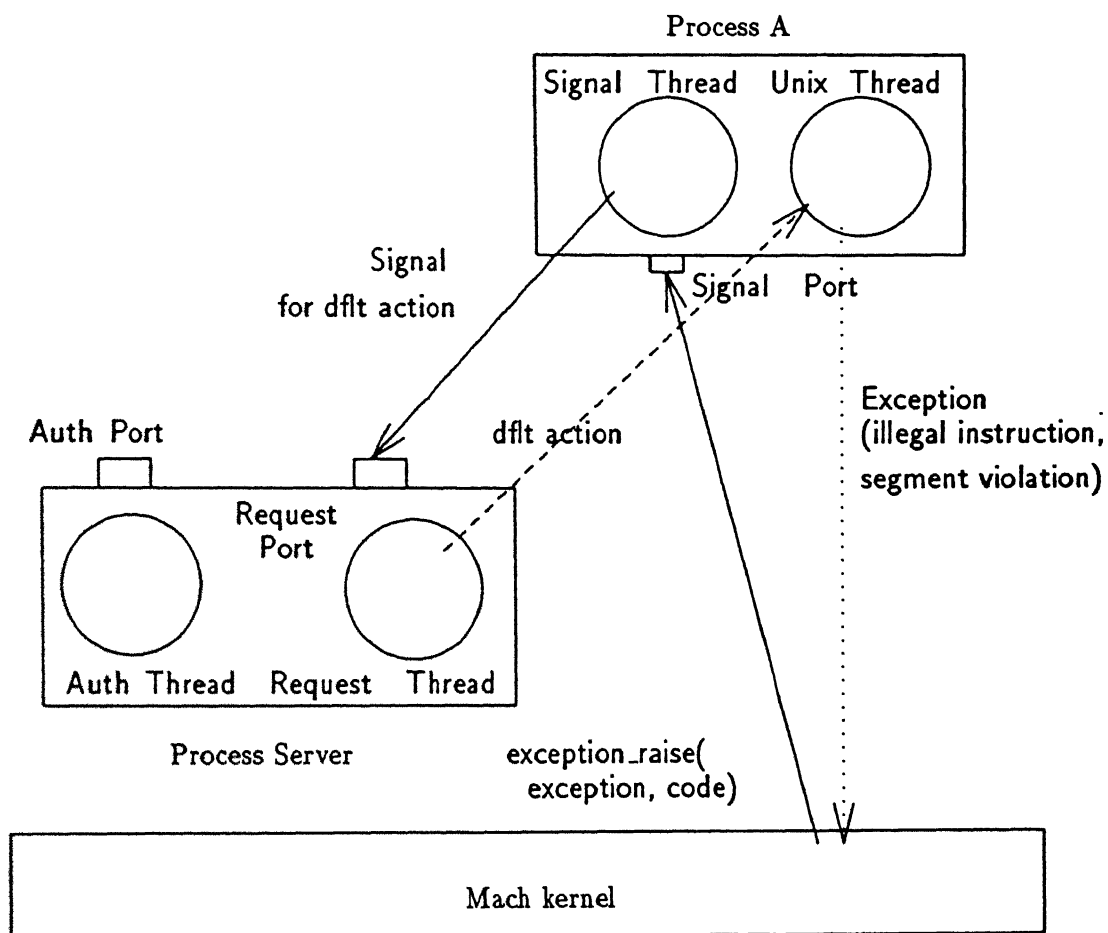 Process A
Signal Thread Unix Thread
Signal
for dflt action
Signal Port
Exception
(illegal instruction,
segment violation)
Auth Port
dflt action
Request
Port
Auth Thread Request Thread
Process Server
exception_raise(
exception, code)
Mach kernel